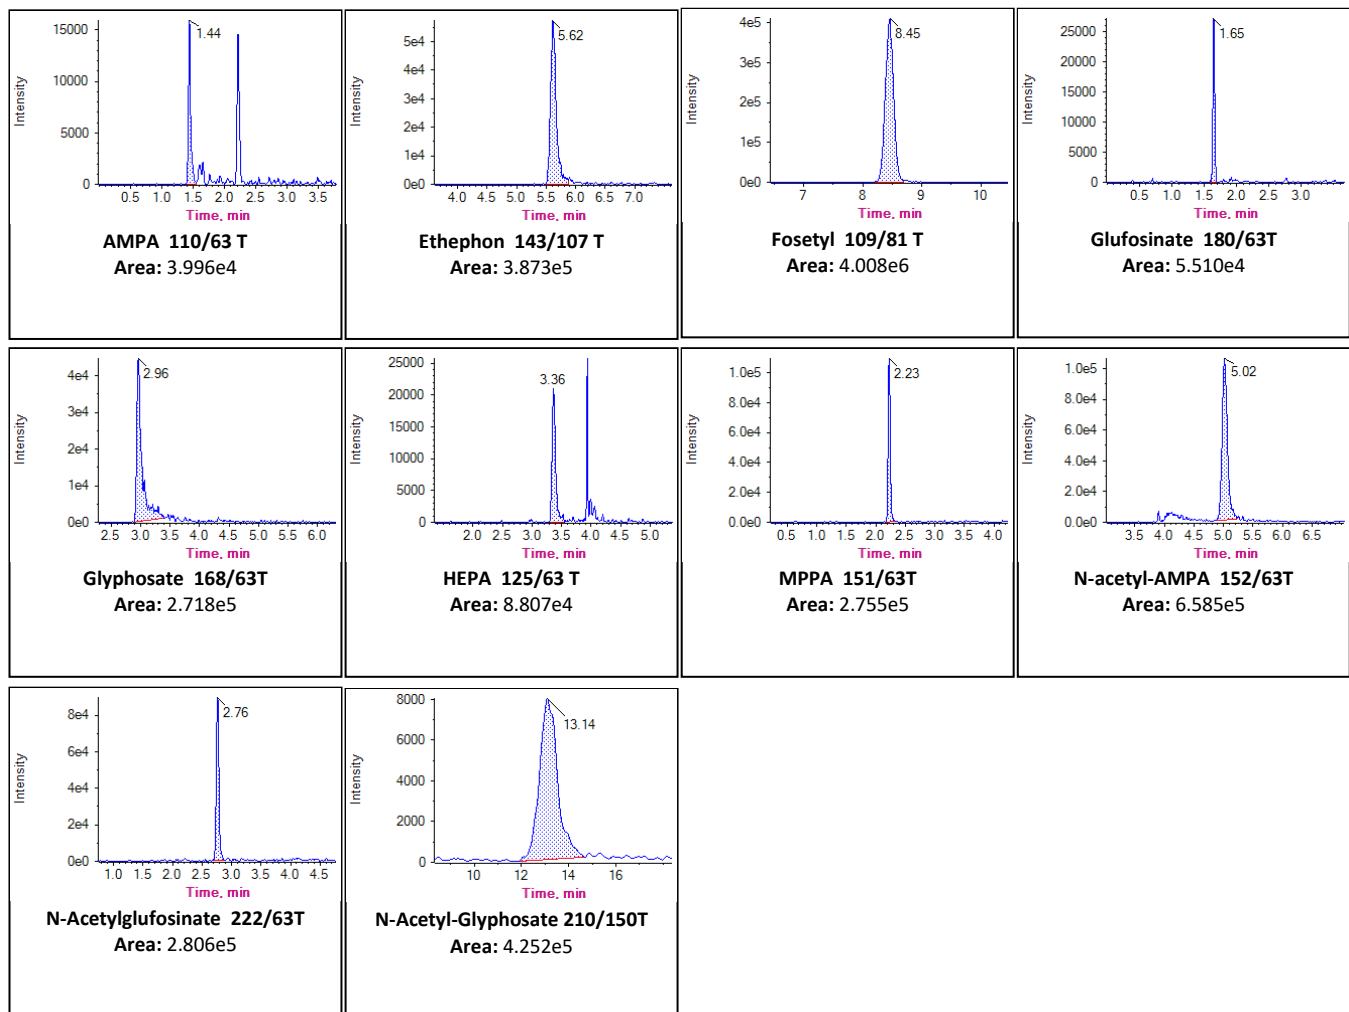 Intensity
15000
10000
5000
0
1.44
0.5 1.0 1.5 2.0 2.5 3.0 3.5
Time, min
AMPA 110/63 T
Area: 3.996e4
Intensity
5e4
4e4
3e4
2e4
1e4
0e0
5.62
4.0 4.5 5.0 5.5 6.0 6.5 7.0
Time, min
Ethephon 143/107 T
Area: 3.873e5
Intensity
4e5
3e5
2e5
1e5
0e0
8.45
7 8 9 10
Time, min
Fosetyl 109/81 T
Area: 4.008e6
Intensity
25000
20000
15000
10000
5000
0
1.65
0.5 1.0 1.5 2.0 2.5 3.0
Time, min
Glufosinate 180/63T
Area: 5.510e4
Intensity
4e4
3e4
2e4
1e4
0e0
2.96
2.5 3.0 3.5 4.0 4.5 5.0 5.5 6.0
Time, min
Glyphosate 168/63T
Area: 2.718e5
Intensity
25000
20000
15000
10000
5000
0
3.36
2.0 2.5 3.0 3.5 4.0 4.5 5.0
Time, min
HEPA 125/63 T
Area: 8.807e4
Intensity
1.0e5
8.0e4
6.0e4
4.0e4
2.0e4
0.0e0
2.23
0.5 1.0 1.5 2.0 2.5 3.0 3.5 4.0
Time, min
MPPA 151/63T
Area: 2.755e5
Intensity
1.0e5
8.0e4
6.0e4
4.0e4
2.0e4
0.0e0
5.02
3.5 4.0 4.5 5.0 5.5 6.0 6.5
Time, min
N-acetyl-AMPA 152/63T
Area: 6.585e5
Intensity
8e4
6e4
4e4
2e4
0e0
2.76
1.0 1.5 2.0 2.5 3.0 3.5 4.0 4.5
Time, min
N-Acetylglufosinate 222/63T
Area: 2.806e5
Intensity
8000
6000
4000
2000
0
13.14
10 12 14 16
Time, min
N-Acetyl-Glyphosate 210/150T
Area: 4.252e5